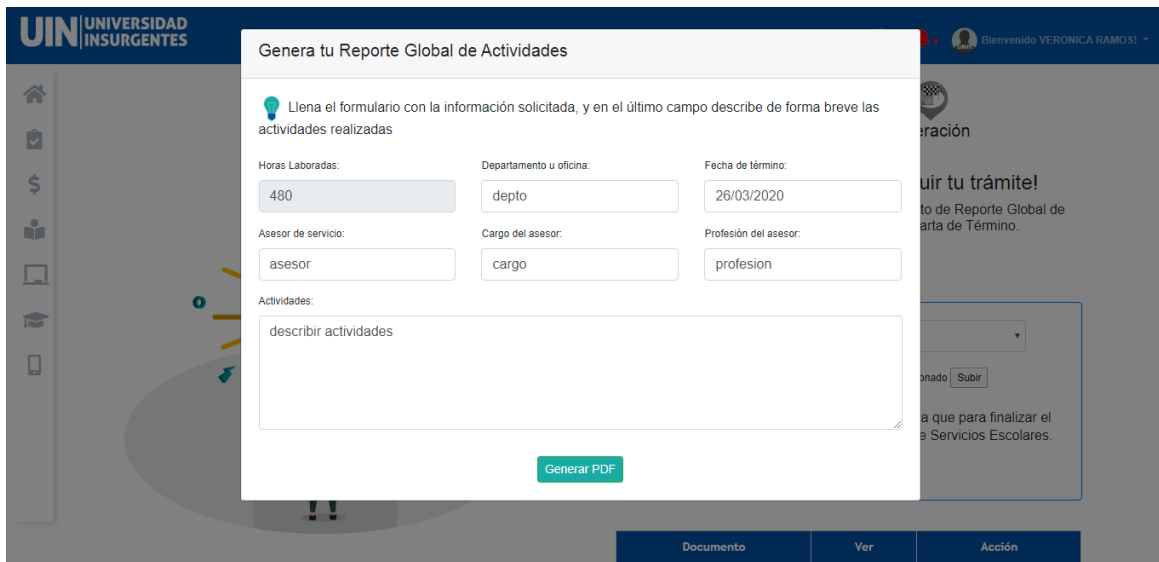 UIN UNIVERSIDAD
INSURGENTES
Bienvenido VERONICA RAMOS!
Genera tu Reporte Global de Actividades
Llena el formulario con la información solicitada, y en el último campo describe de forma breve las
actividades realizadas
Horas Laboradas: Departamento u oficina: Fecha de término:
480 depto 26/03/2020
Asesor de servicio: Cargo del asesor: Profesión del asesor:
asesor cargo profesion
Actividades:
describir actividades
Generar PDF
eración
uir tu trámite!
to de Reporte Global de
arta de Término.
onado Subir
a que para finalizar el
e Servicios Escolares.
Documento Ver Acción